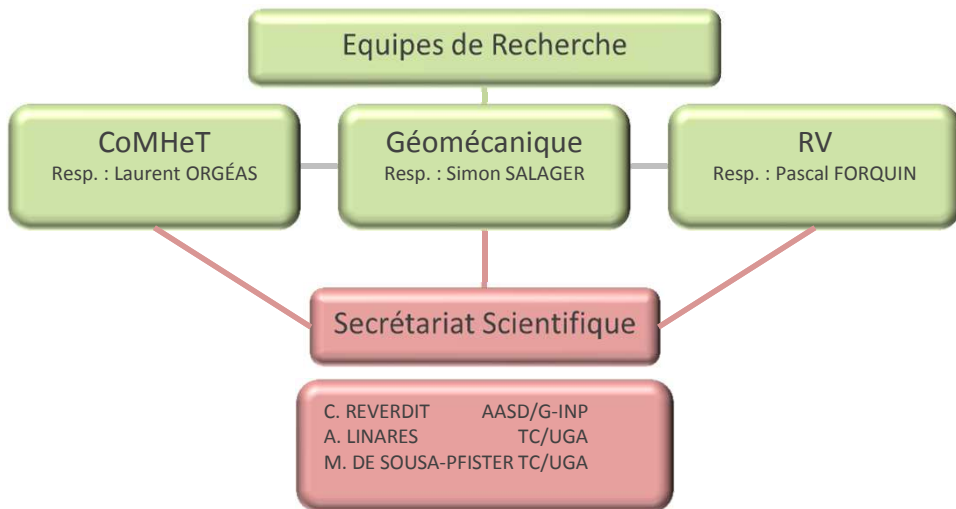 Equipes de Recherche
CoMHeT
Resp. : Laurent ORGÉAS
Géomécanique
Resp. : Simon SALAGER
RV
Resp. : Pascal FORQUIN
Secrétariat Scientifique
C. REVERDIT AASD/G-INP
A. LINARES TC/UGA
M. DE SOUSA-PFISTER TC/UGA